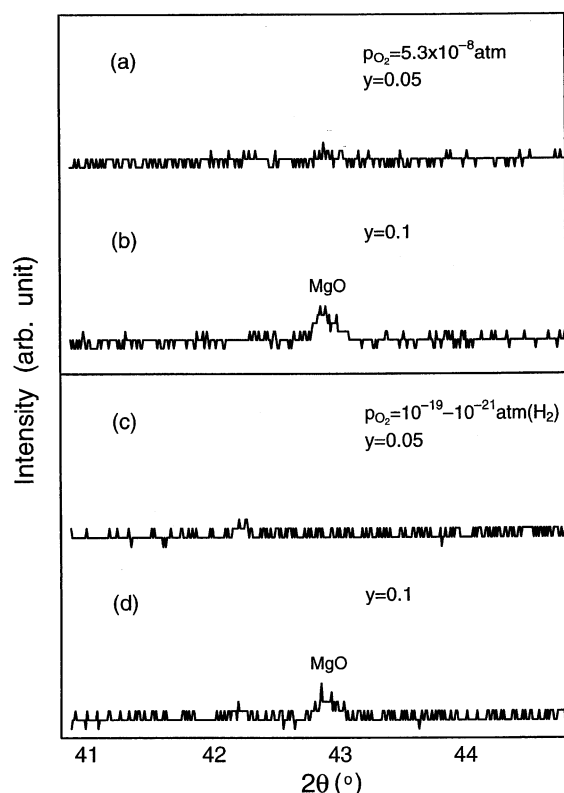 (a)
pO₂=5.3x10⁻⁸atm
y=0.05
(b)
y=0.1
MgO
Intensity (arb. unit)
(c)
pO₂=10⁻¹⁹–10⁻²¹atm(H₂)
y=0.05
(d)
y=0.1
MgO
41 42 43 44
2θ (°)